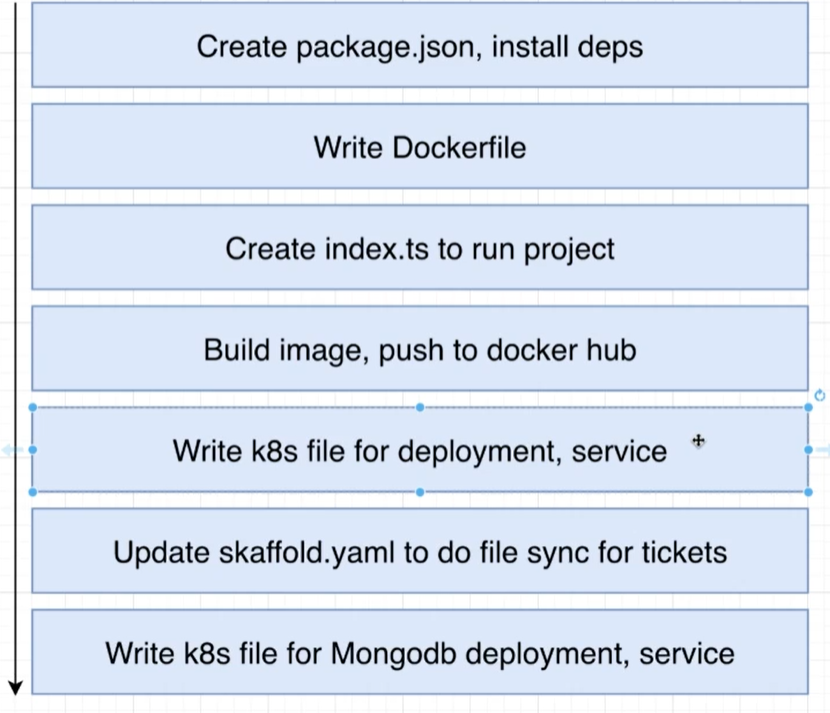 Create package.json, install deps
Write Dockerfile
Create index.ts to run project
Build image, push to docker hub
Write k8s file for deployment, service
Update skaffold.yaml to do file sync for tickets
Write k8s file for Mongodb deployment, service